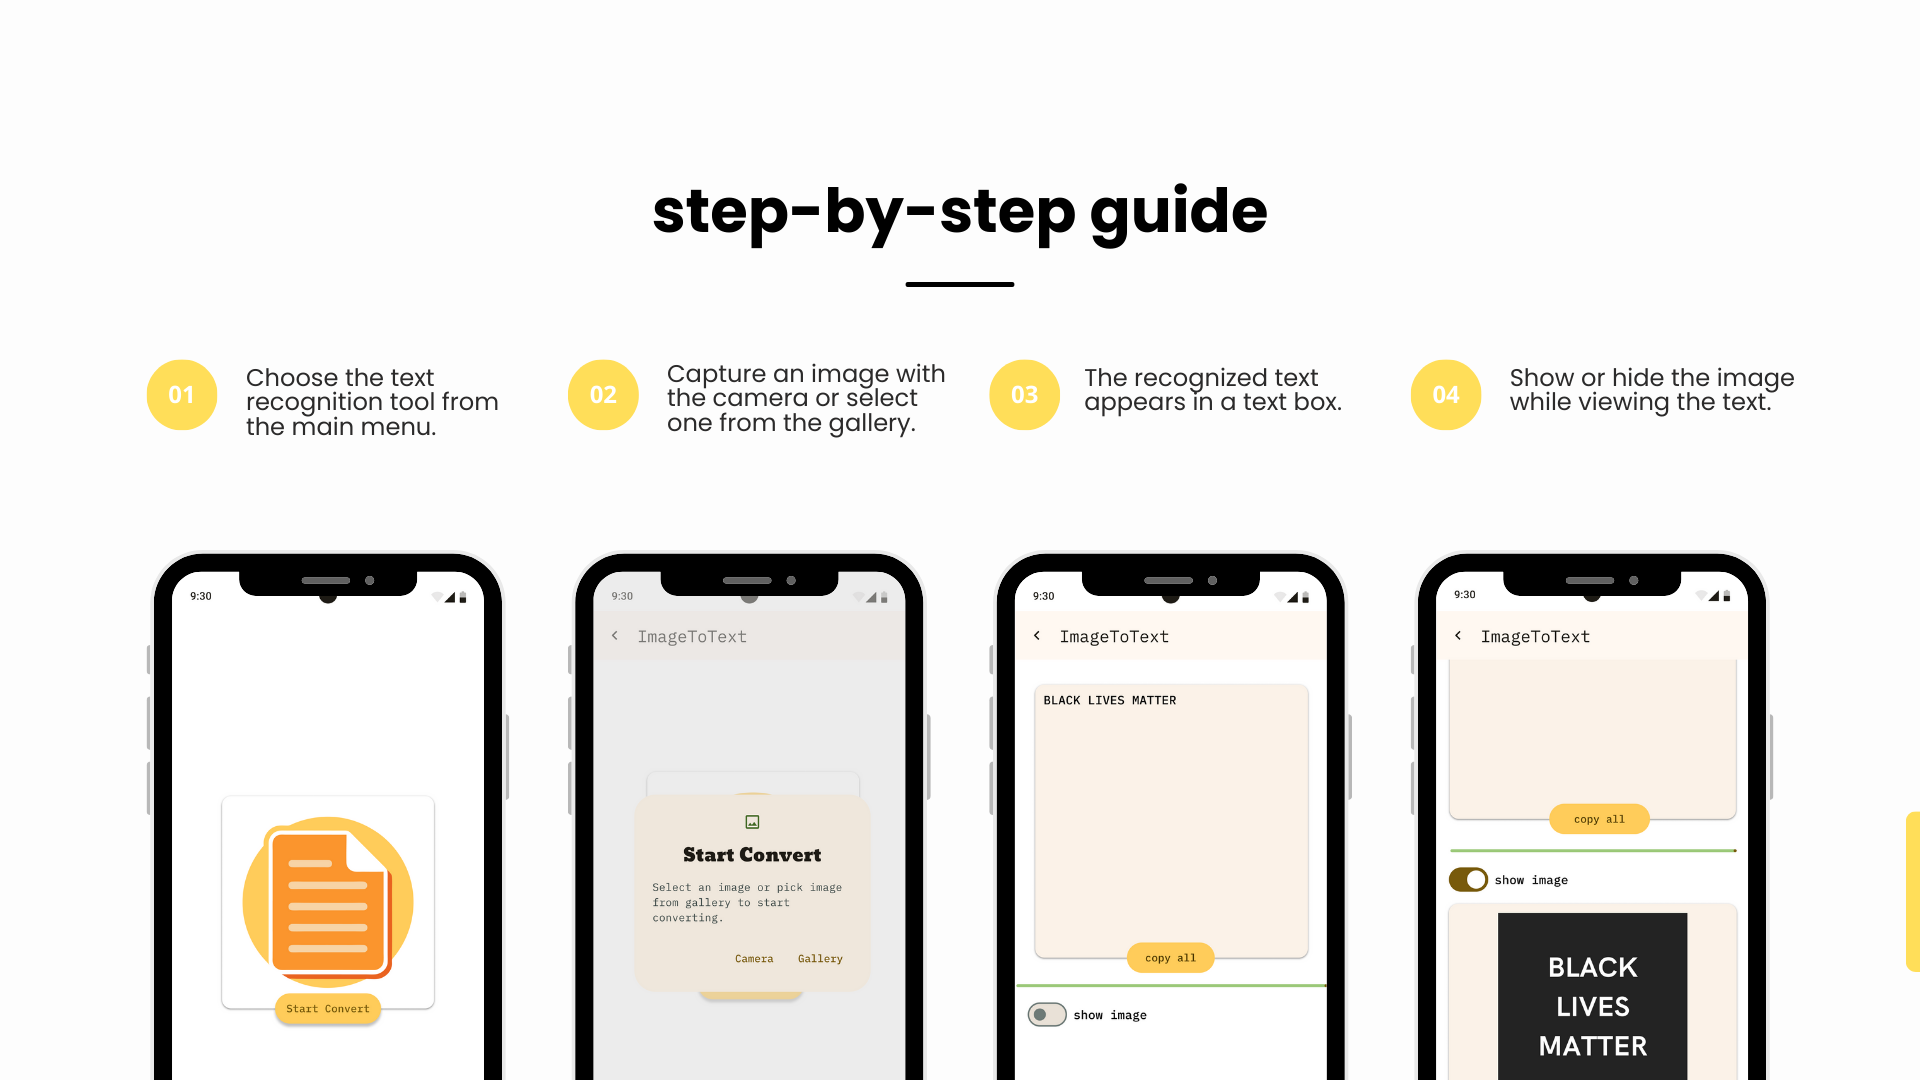 step-by-step guide
01
Choose the text
recognition tool from
the main menu.
02
Capture an image with
the camera or select
one from the gallery.
03
The recognized text
appears in a text box.
04
Show or hide the image
while viewing the text.
9:30
Start Convert
9:30
ImageToText
Start Convert
Select an image or pick image
from gallery to start
converting.
Camera Gallery
9:30
ImageToText
BLACK LIVES MATTER
copy all
show image
9:30
ImageToText
copy all
show image
BLACK
LIVES
MATTER